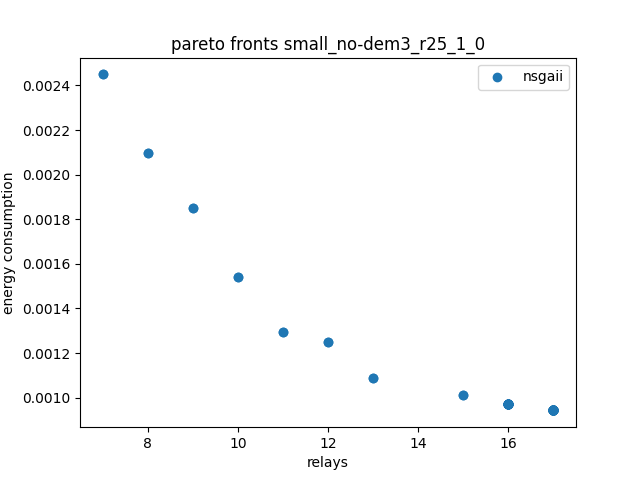 pareto fronts small_no-dem3_r25_1_0
nsgaii
0.0024
0.0022
0.0020
0.0018
0.0016
0.0014
0.0012
0.0010
energy consumption
8 10 12 14 16
relays